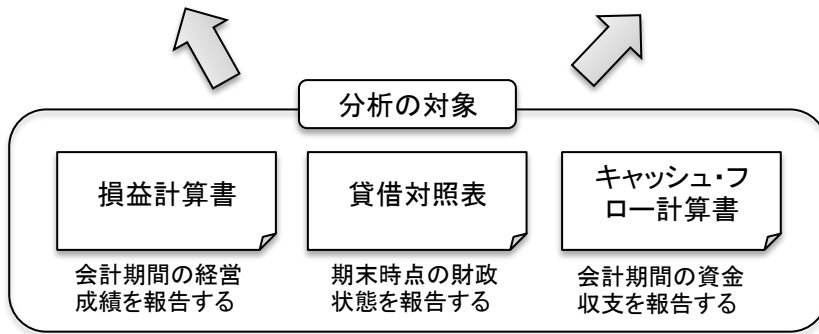 分析の対象
損益計算書
貸借対照表
キャッシュ・フ
ロー計算書
会計期間の経営
成績を報告する
期末時点の財政
状態を報告する
会計期間の資金
収支を報告する